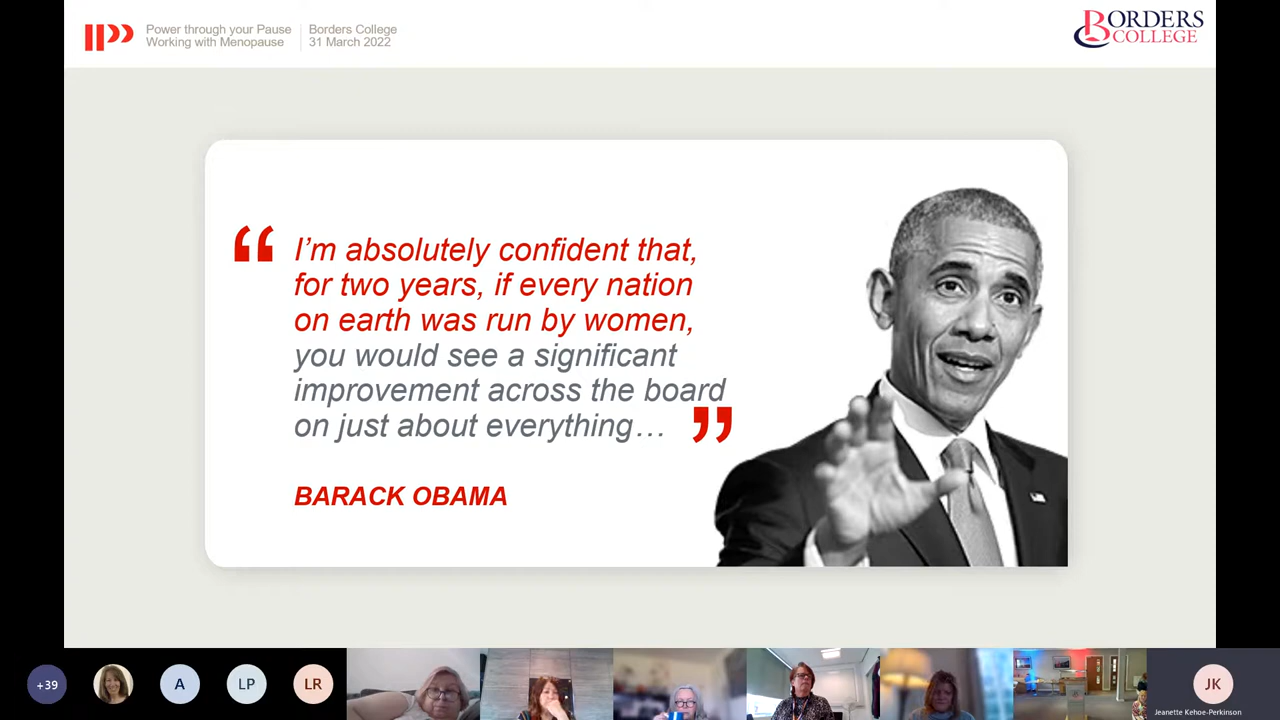 Power through your Pause
Working with Menopause
Borders College
31 March 2022
BORDERS
COLLEGE
“ I’m absolutely confident that,
for two years, if every nation
on earth was run by women,
you would see a significant
improvement across the board
on just about everything… ”
BARACK OBAMA
+39
A
LP
LR
JK
Jeanette Kehoe-Perkinson